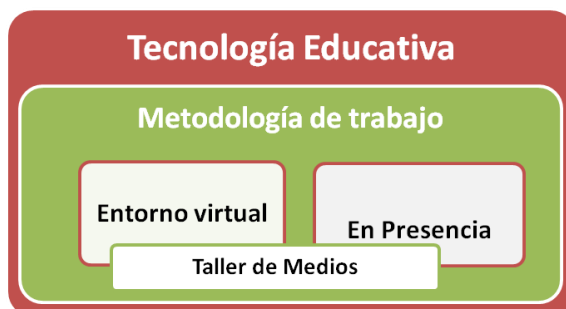 Tecnología Educativa
Metodología de trabajo
Entorno virtual
En Presencia
Taller de Medios